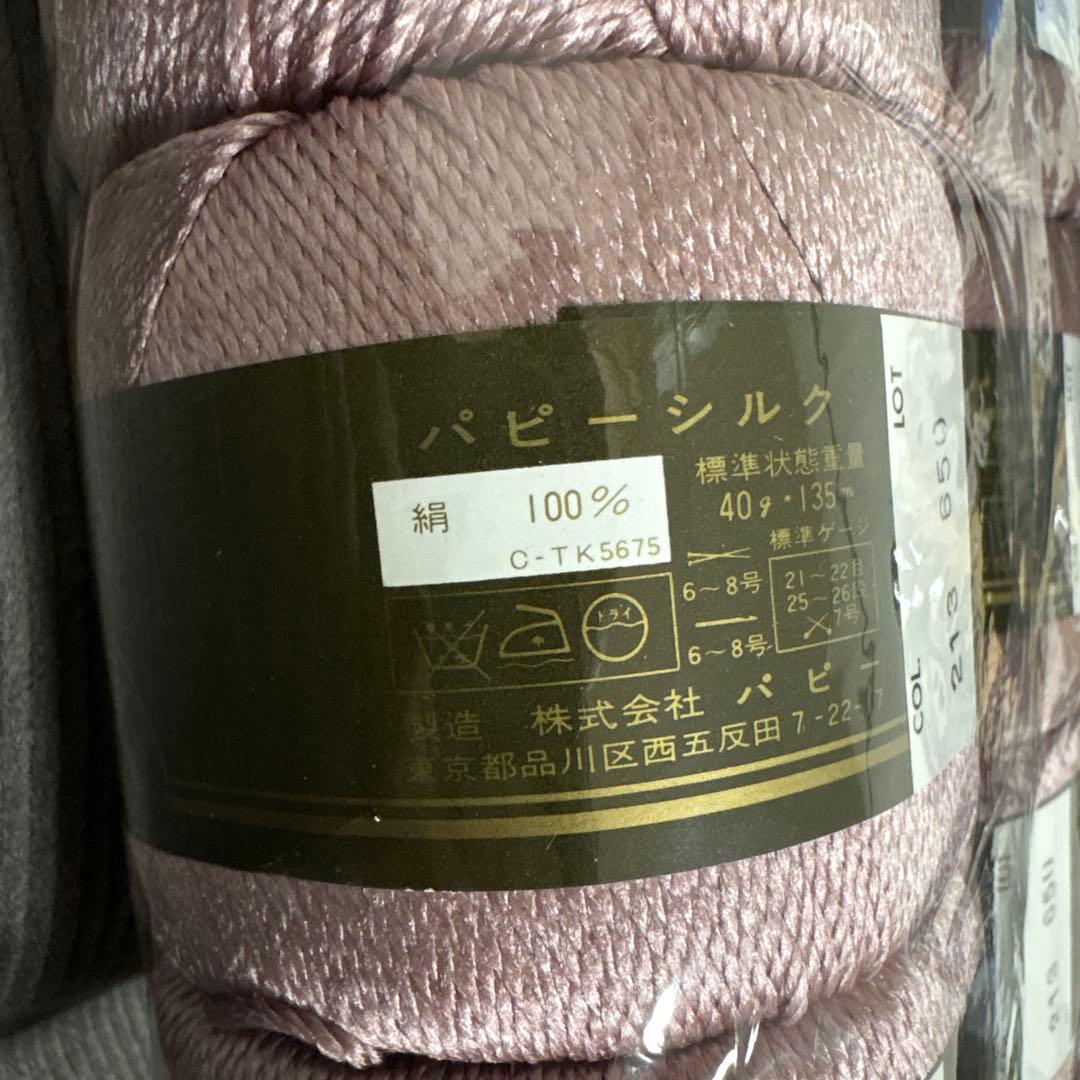 パピーシルク
絹 100%
C-TK5675
標準状態重量
40g・135m
標準ゲージ
6～8号
6～8号
21～22目
25～26段
7号
ドライ
製造 株式会社 パピー
東京都品川区西五反田7-22-17
LOT 650
COL 213